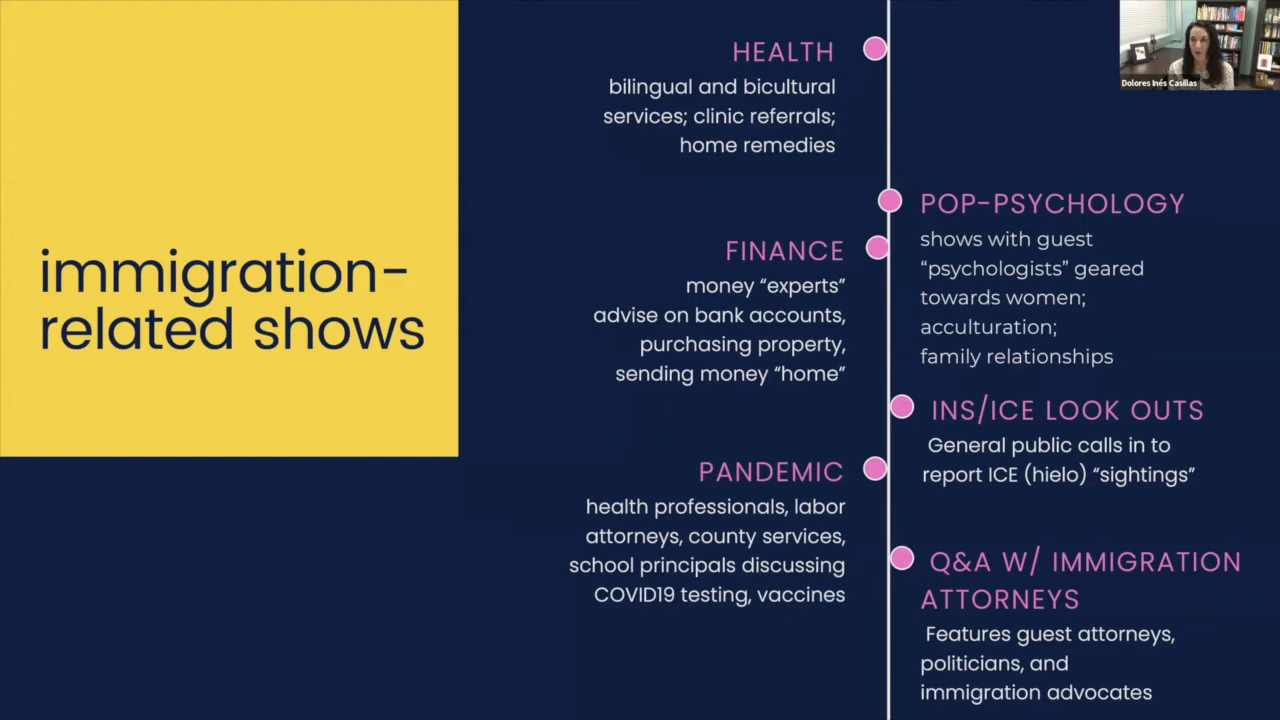 immigration-
related shows
HEALTH
bilingual and bicultural
services; clinic referrals;
home remedies
POP-PSYCHOLOGY
shows with guest
“psychologists” geared
towards women;
acculturation;
family relationships
FINANCE
money “experts”
advise on bank accounts,
purchasing property,
sending money “home”
INS/ICE LOOK OUTS
General public calls in to
report ICE (hielo) “sightings”
PANDEMIC
health professionals, labor
attorneys, county services,
school principals discussing
COVID19 testing, vaccines
Q&A W/ IMMIGRATION
ATTORNEYS
Features guest attorneys,
politicians, and
immigration advocates
Dolores Inés Casillas